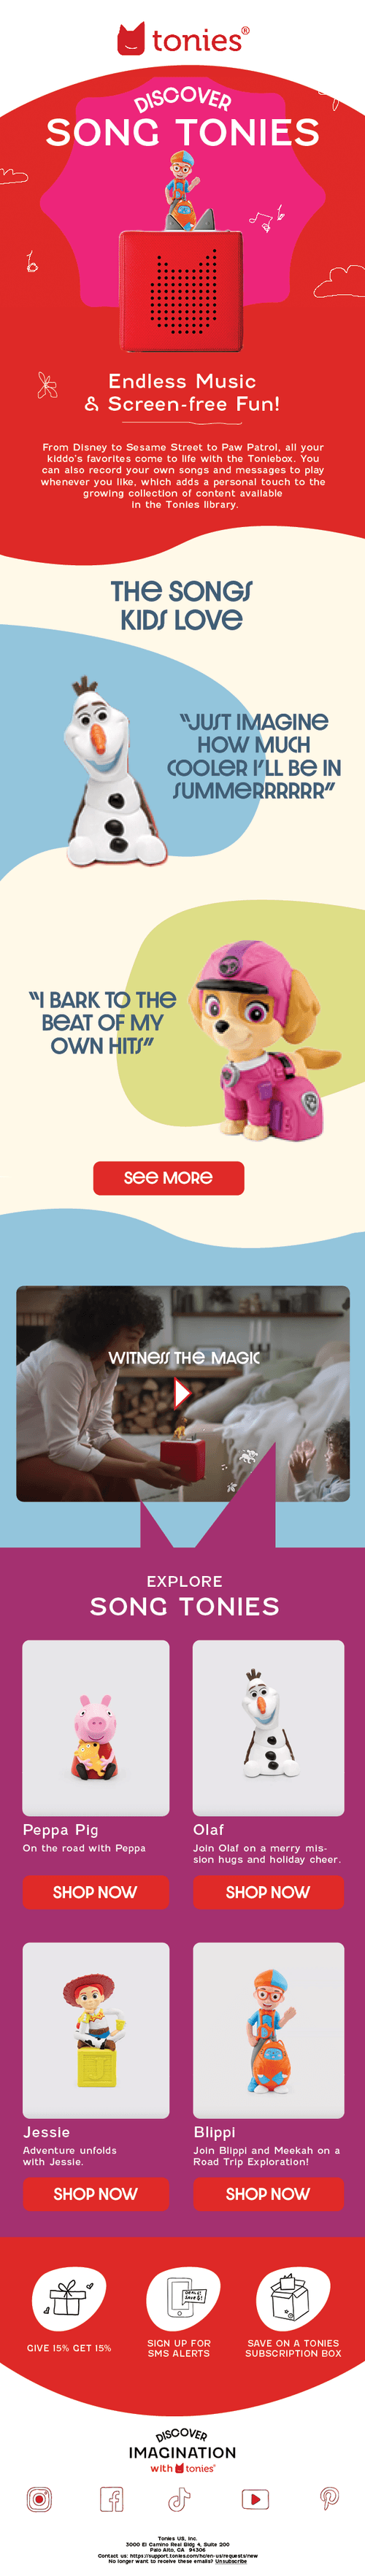 tonies®
DISCOVER
SONG TONIES
Endless Music
& Screen-free Fun!
From Disney to Sesame Street to Paw Patrol, all your
kiddo's favorites come to life with the Toniebox. You
can also record your own songs and messages to play
whenever you like, which adds a personal touch to the
growing collection of content available
in the Tonies library.
THE SONGS
KIDS LOVE
"JUST IMAGINE
HOW MUCH
COOLER I'LL BE IN
SUMMERRRRRR"
"I BARK TO THE
BEAT OF MY
OWN HITS"
SEE MORE
WITNESS THE MAGIC
EXPLORE
SONG TONIES
Peppa Pig
On the road with Peppa
SHOP NOW
Olaf
Join Olaf on a merry mis-
sion hugs and holiday cheer.
SHOP NOW
Jessie
Adventure unfolds
with Jessie.
SHOP NOW
Blippi
Join Blippi and Meekah on a
Road Trip Exploration!
SHOP NOW
GIVE 15% GET 15%
SIGN UP FOR
SMS ALERTS
SAVE ON A TONIES
SUBSCRIPTION BOX
DISCOVER
IMAGINATION
with tonies®
Tonies US, Inc.
3000 El Camino Real Bldg 4, Suite 200
Palo Alto, CA 94306
Contact us: https://support.tonies.com/hc/en-us/requests/new
No longer want to receive these emails? Unsubscribe